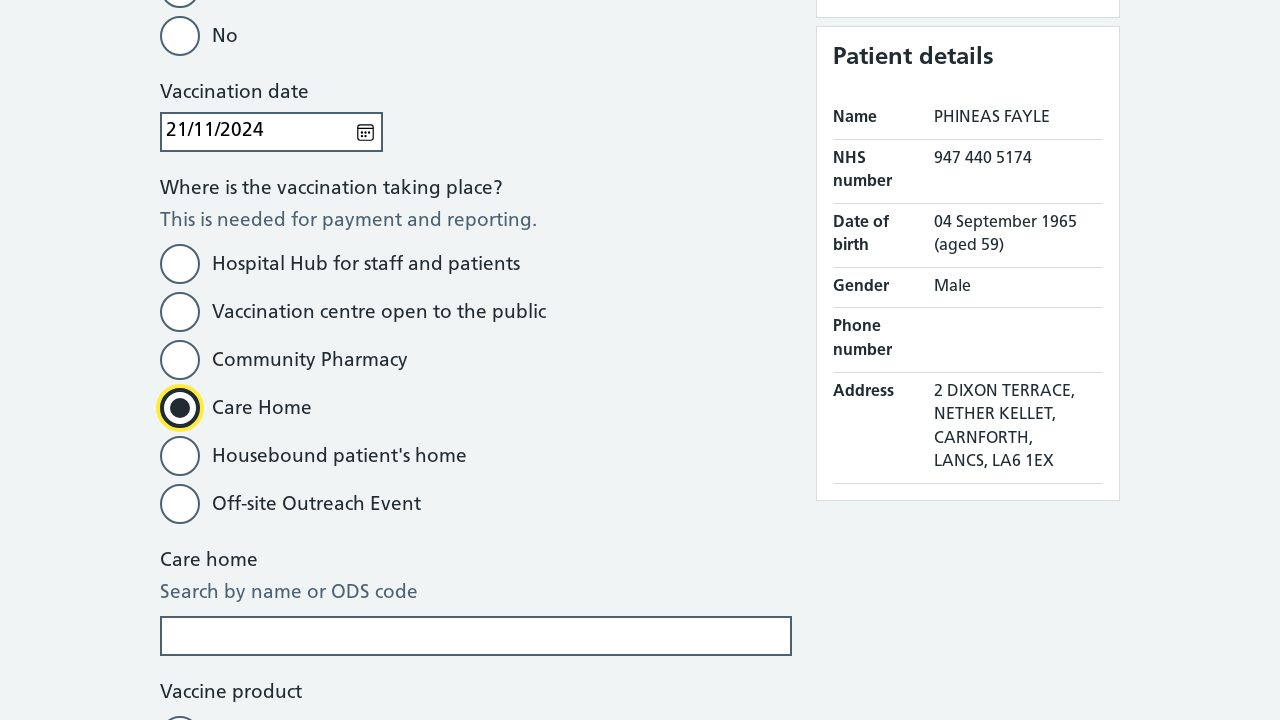 No
Vaccination date
21/11/2024
Where is the vaccination taking place?
This is needed for payment and reporting.
Hospital Hub for staff and patients
Vaccination centre open to the public
Community Pharmacy
Care Home
Housebound patient's home
Off-site Outreach Event
Care home
Search by name or ODS code
Vaccine product
Patient details
Name PHINEAS FAYLE
NHS number 947 440 5174
Date of birth 04 September 1965 (aged 59)
Gender Male
Phone number
Address 2 DIXON TERRACE,
NETHER KELLET,
CARNFORTH,
LANCS, LA6 1EX